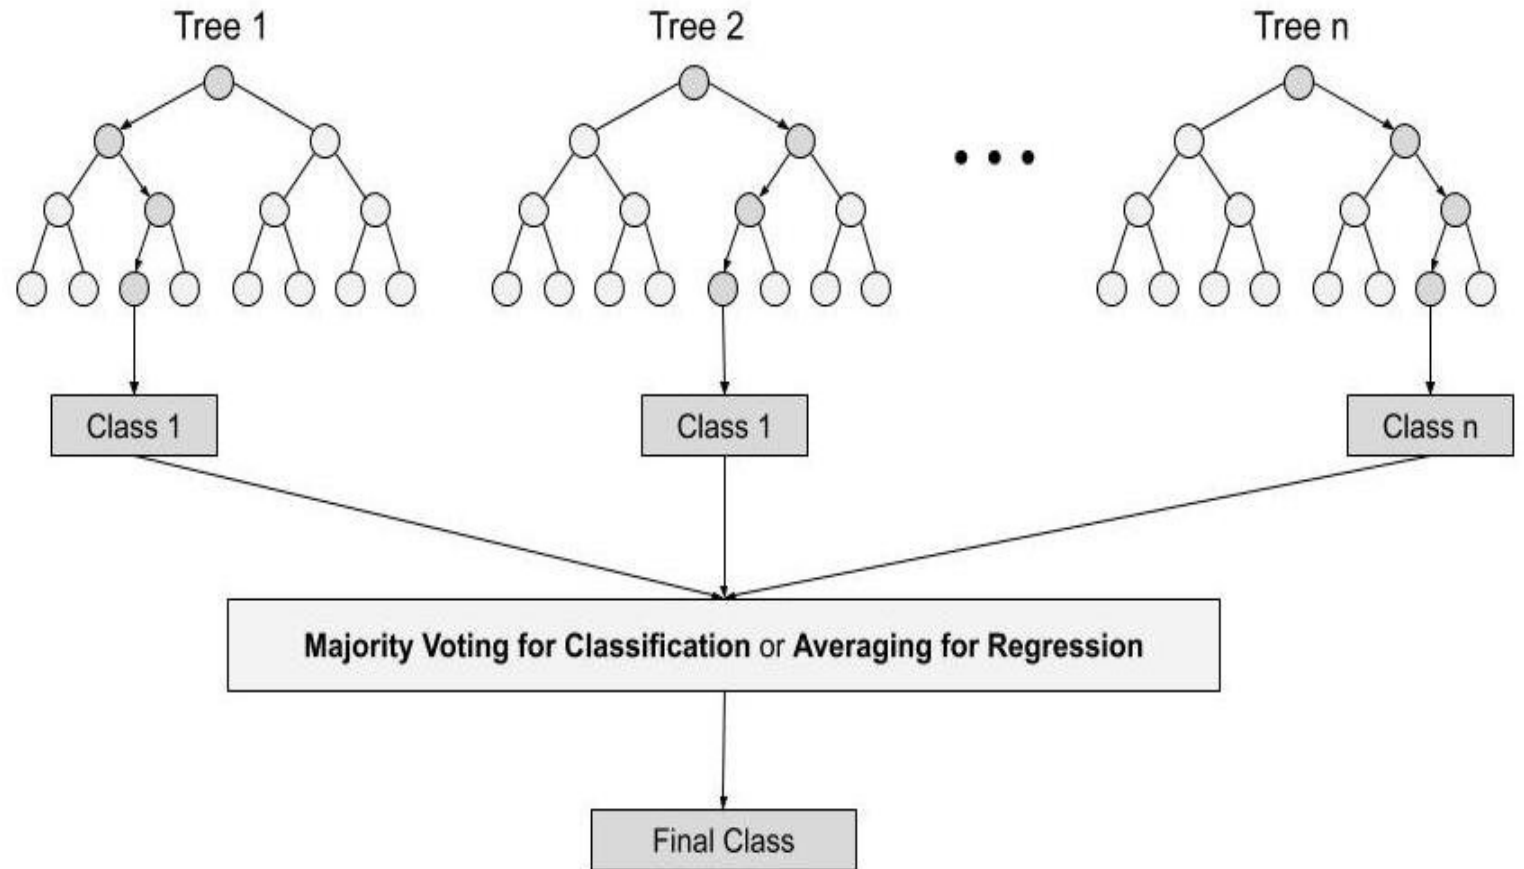 Tree 1
Tree 2
Tree n
Class 1
Class 1
Class n
Majority Voting for Classification or Averaging for Regression
Final Class